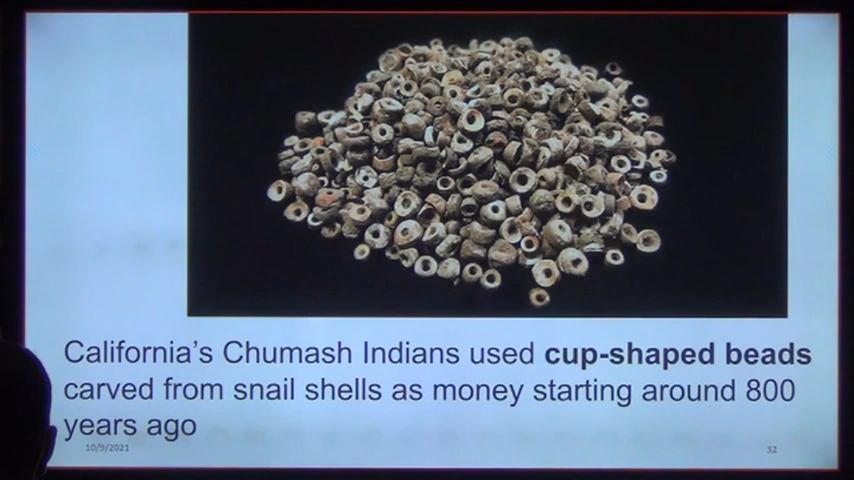 California's Chumash Indians used cup-shaped beads
carved from snail shells as money starting around 800
years ago
10/9/2021
32